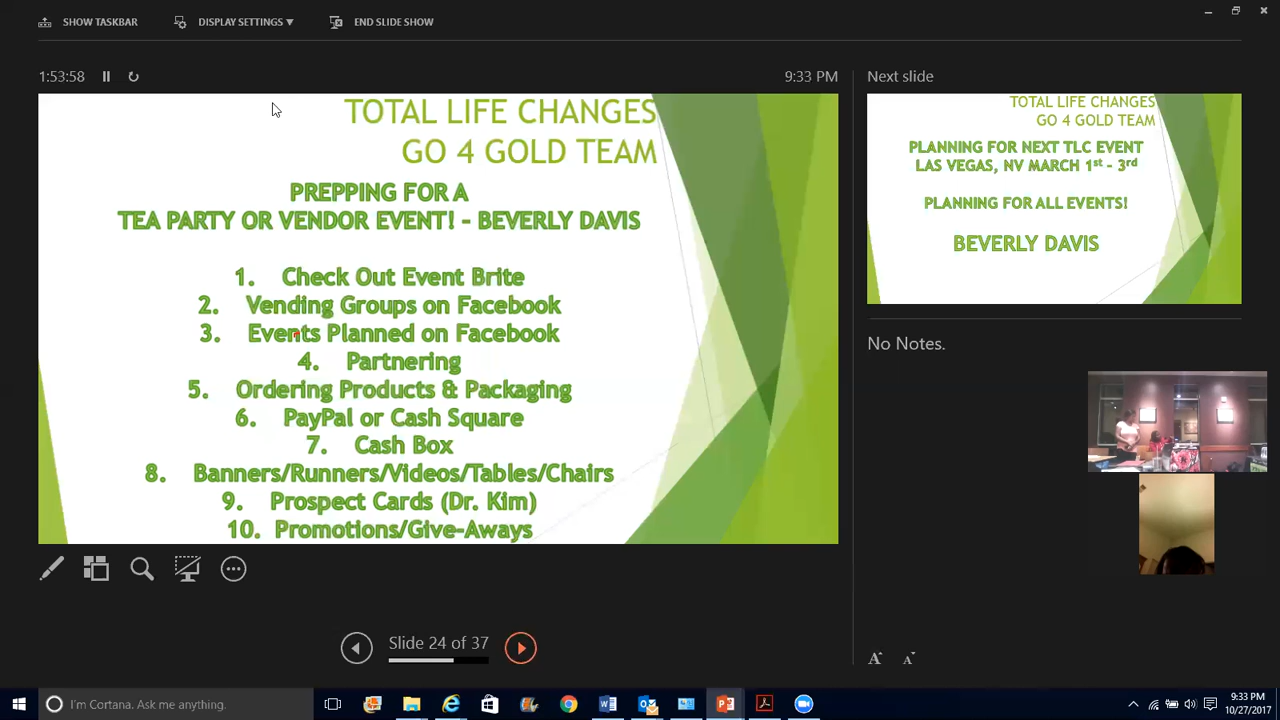 SHOW TASKBAR
DISPLAY SETTINGS ▼
END SLIDE SHOW
1:53:58
9:33 PM
TOTAL LIFE CHANGES
GO 4 GOLD TEAM
PREPPING FOR A
TEA PARTY OR VENDOR EVENT! – BEVERLY DAVIS
1. Check Out Event Brite
2. Vending Groups on Facebook
3. Events Planned on Facebook
4. Partnering
5. Ordering Products & Packaging
6. PayPal or Cash Square
7. Cash Box
8. Banners/Runners/Videos/Tables/Chairs
9. Prospect Cards (Dr. Kim)
10. Promotions/Give-Aways
Slide 24 of 37
Next slide
TOTAL LIFE CHANGES
GO 4 GOLD TEAM
PLANNING FOR NEXT TLC EVENT
LAS VEGAS, NV MARCH 1st – 3rd
PLANNING FOR ALL EVENTS!
BEVERLY DAVIS
No Notes.
A A
I'm Cortana. Ask me anything.
9:33 PM
10/27/2017